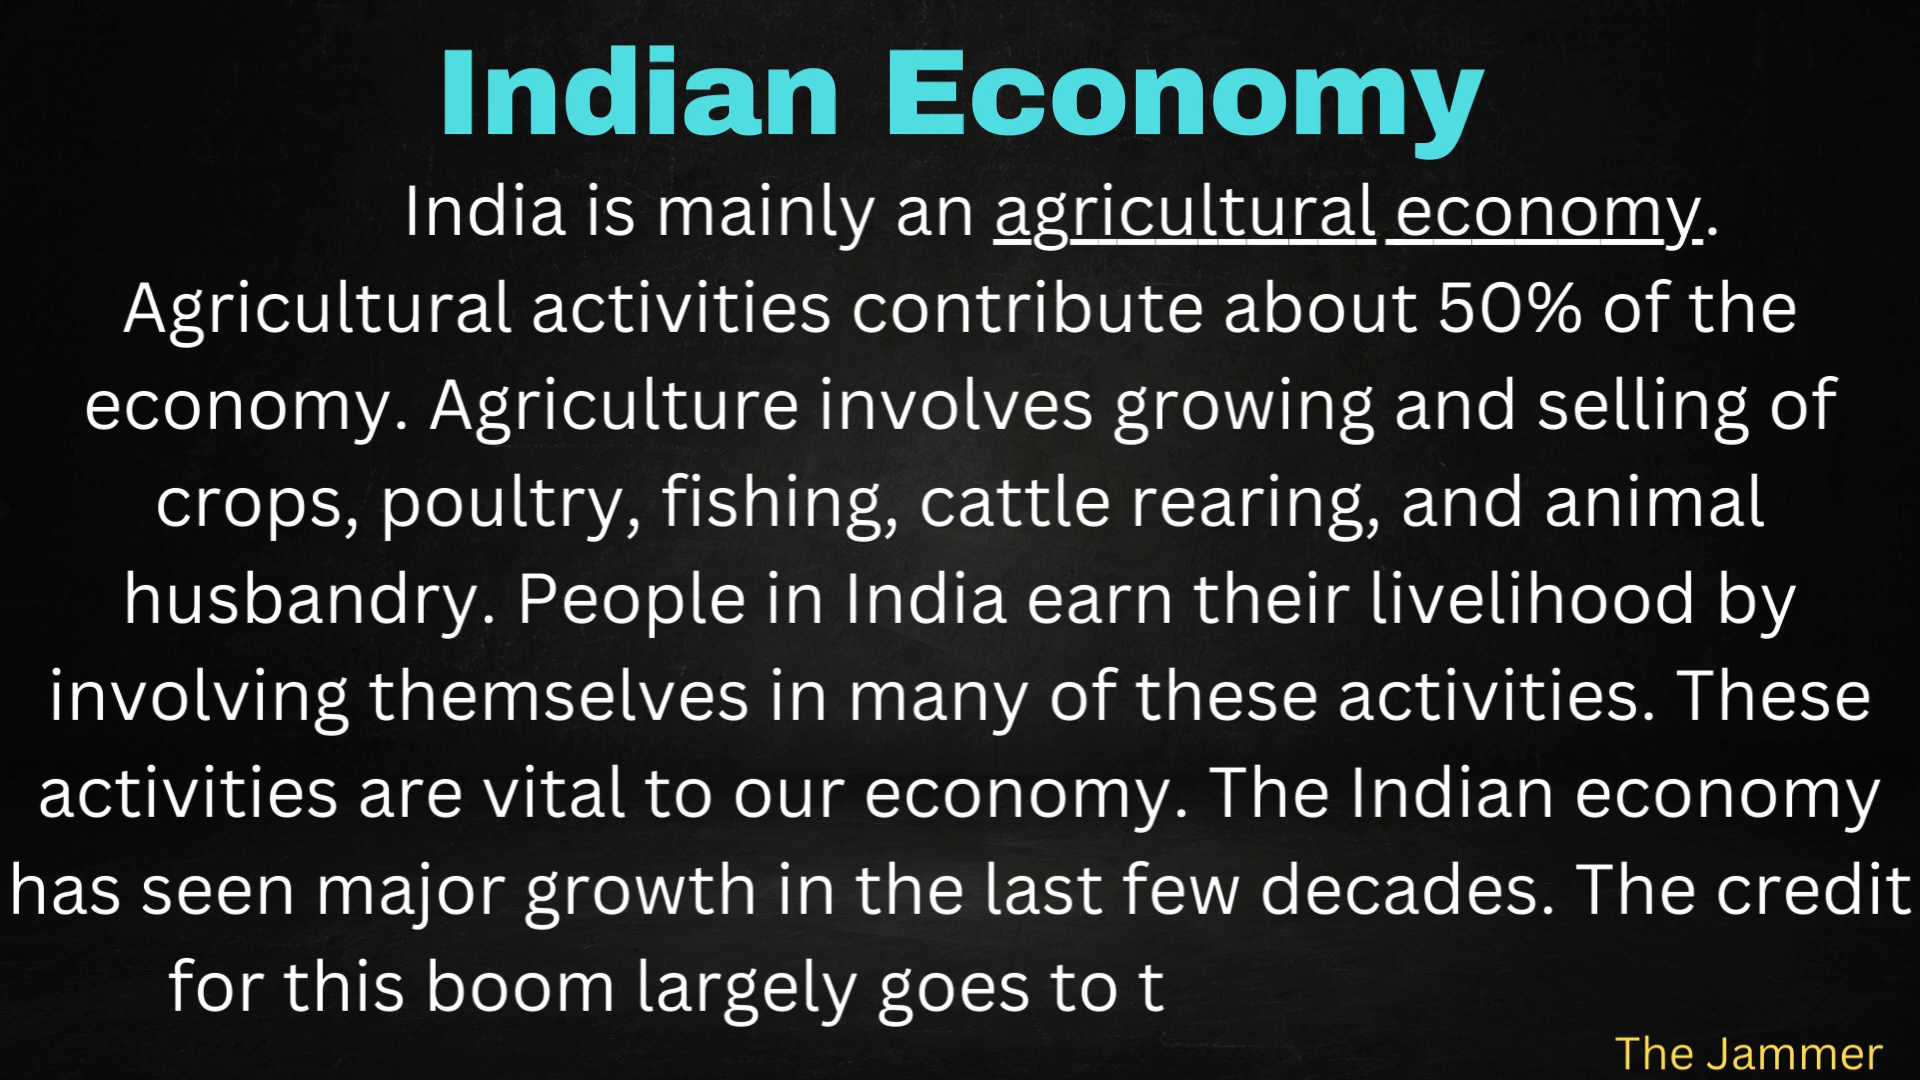 Indian Economy
India is mainly an agricultural economy.
Agricultural activities contribute about 50% of the
economy. Agriculture involves growing and selling of
crops, poultry, fishing, cattle rearing, and animal
husbandry. People in India earn their livelihood by
involving themselves in many of these activities. These
activities are vital to our economy. The Indian economy
has seen major growth in the last few decades. The credit
for this boom largely goes to t
The Jammer